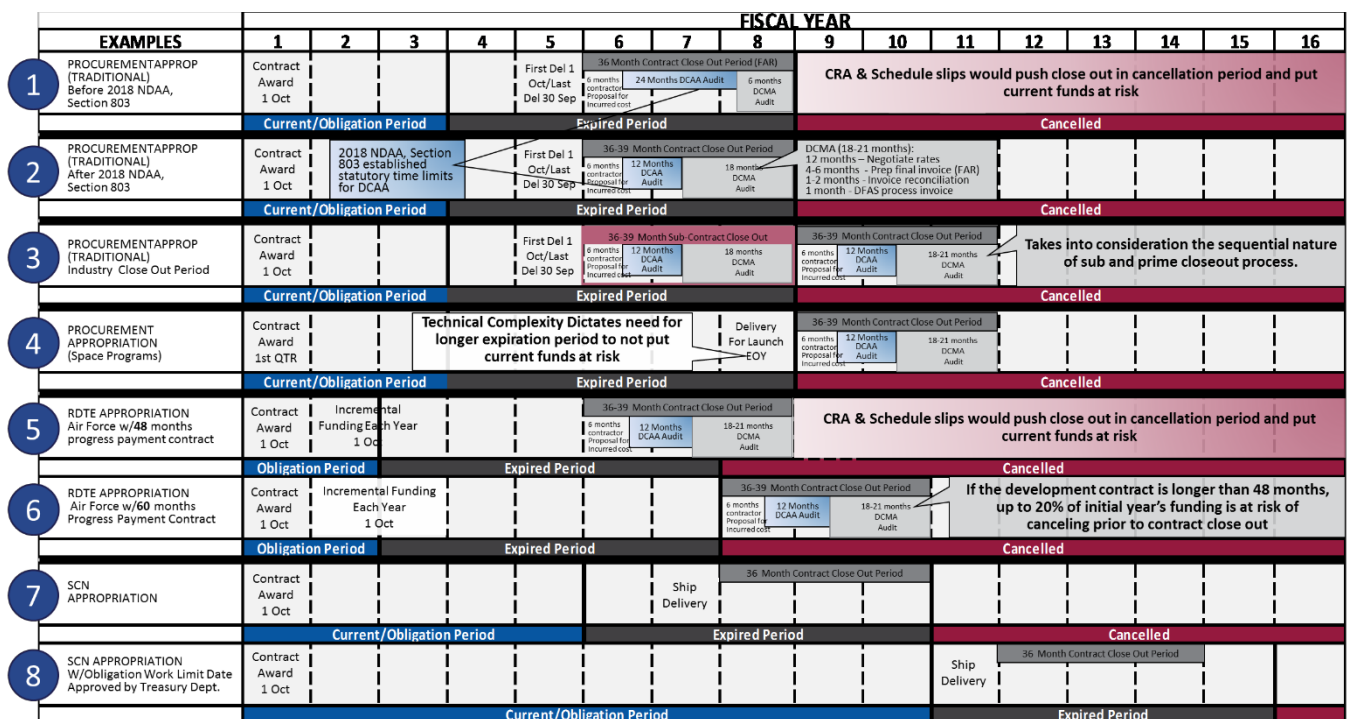 FISCAL YEAR
EXAMPLES 1 2 3 4 5 6 7 8 9 10 11 12 13 14 15 16
1
PROCUREMENTAPPROP
(TRADITIONAL)
Before 2018 NDAA,
Section 803
Contract
Award
1 Oct
First Del 1
Oct/Last
Del 30 Sep
36 Month Contract Close Out Period (FAR)
6 months
contractor
Proposal for
Incurred cost
24 Months DCAA Audit
6 months
DCMA
Audit
CRA & Schedule slips would push close out in cancellation period and put
current funds at risk
Current/Obligation Period
Expired Period
Cancelled
2
PROCUREMENTAPPROP
(TRADITIONAL)
After 2018 NDAA,
Section 803
Contract
Award
1 Oct
2018 NDAA, Section
803 established
statutory time limits
for DCAA
First Del 1
Oct/Last
Del 30 Sep
36-39 Month Contract Close Out Period
6 months
contractor
Proposal for
Incurred cost
12 Months
DCAA
Audit
18 months
DCMA
Audit
DCMA (18-21 months):
12 months – Negotiate rates
4-6 months - Prep final invoice (FAR)
1-2 months - Invoice reconciliation
1 month - DFAS process invoice
Current/Obligation Period
Expired Period
Cancelled
3
PROCUREMENTAPPROP
(TRADITIONAL)
Industry Close Out Period
Contract
Award
1 Oct
First Del 1
Oct/Last
Del 30 Sep
36-39 Month Sub-Contract Close Out
6 months
contractor
Proposal for
Incurred cost
12 Months
DCAA
Audit
18 months
DCMA
Audit
36-39 Month Contract Close Out Period
6 months
contractor
Proposal for
Incurred cost
12 Months
DCAA
Audit
18-21 months
DCMA
Audit
Takes into consideration the sequential nature
of sub and prime closeout process.
Current/Obligation Period
Expired Period
Cancelled
4
PROCUREMENT
APPROPRIATION
(Space Programs)
Contract
Award
1st QTR
Technical Complexity Dictates need for
longer expiration period to not put
current funds at risk
Delivery
For Launch
EOY
36-39 Month Contract Close Out Period
6 months
contractor
Proposal for
Incurred cost
12 Months
DCAA
Audit
18-21 months
DCMA
Audit
Current/Obligation Period
Expired Period
Cancelled
5
RDTE APPROPRIATION
Air Force w/48 months
progress payment contract
Contract
Award
1 Oct
Incremental
Funding Each Year
1 Oct
36-39 Month Contract Close Out Period
6 months
contractor
Proposal for
Incurred cost
12 Months
DCAA Audit
18-21 months
DCMA
Audit
CRA & Schedule slips would push close out in cancellation period and put
current funds at risk
Obligation Period
Expired Period
Cancelled
6
RDTE APPROPRIATION
Air Force w/60 months
Progress Payment Contract
Contract
Award
1 Oct
Incremental Funding
Each Year
1 Oct
36-39 Month Contract Close Out Period
6 months
contractor
Proposal for
Incurred cost
12 Months
DCAA Audit
18-21 months
DCMA
Audit
If the development contract is longer than 48 months,
up to 20% of initial year's funding is at risk of
canceling prior to contract close out
Obligation Period
Expired Period
Cancelled
7
SCN
APPROPRIATION
Contract
Award
1 Oct
Ship
Delivery
36 Month Contract Close Out Period
Current/Obligation Period
Expired Period
Cancelled
8
SCN APPROPRIATION
W/Obligation Work Limit Date
Approved by Treasury Dept.
Contract
Award
1 Oct
Ship
Delivery
36 Month Contract Close Out Period
Current/Obligation Period
Expired Period